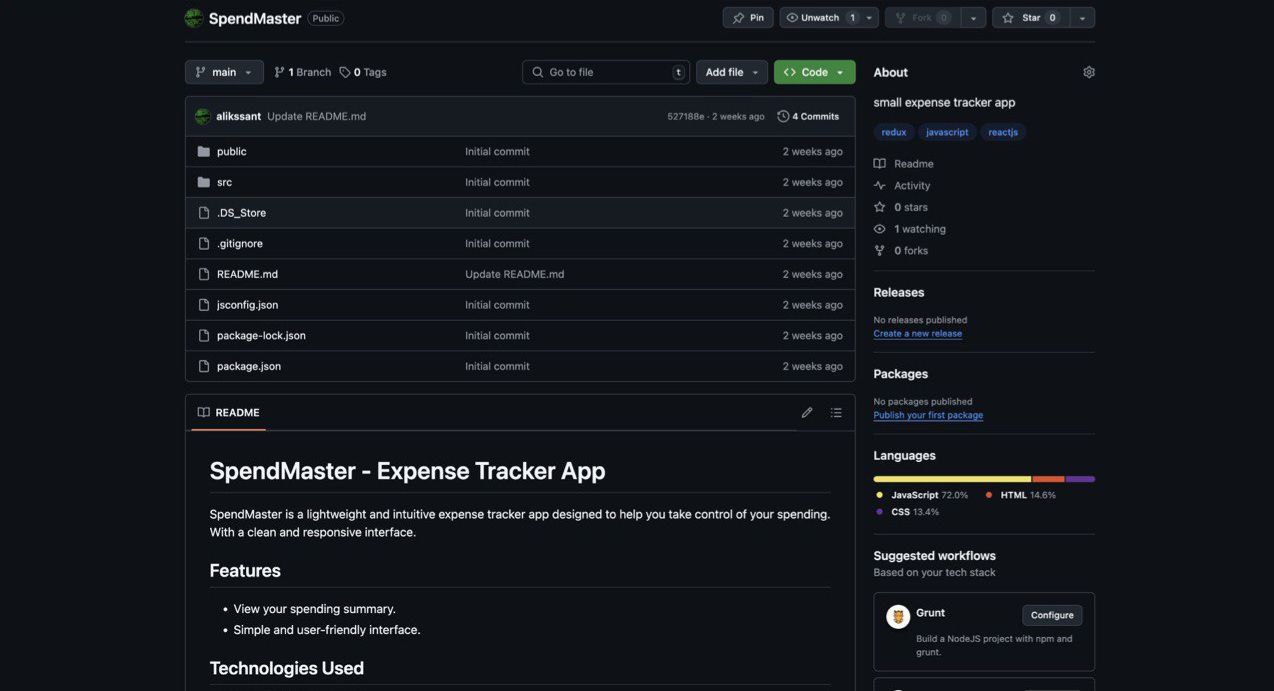 SpendMaster Public
Pin Unwatch 1 Fork 0 Star 0
main 1 Branch 0 Tags Go to file t Add file Code
alikssant Update README.md 527188e · 2 weeks ago 4 Commits
public Initial commit 2 weeks ago
src Initial commit 2 weeks ago
.DS_Store Initial commit 2 weeks ago
.gitignore Initial commit 2 weeks ago
README.md Update README.md 2 weeks ago
jsconfig.json Initial commit 2 weeks ago
package-lock.json Initial commit 2 weeks ago
package.json Initial commit 2 weeks ago
README
SpendMaster - Expense Tracker App
SpendMaster is a lightweight and intuitive expense tracker app designed to help you take control of your spending.
With a clean and responsive interface.
Features
• View your spending summary.
• Simple and user-friendly interface.
Technologies Used
About
small expense tracker app
redux javascript reactjs
Readme
Activity
0 stars
1 watching
0 forks
Releases
No releases published
Create a new release
Packages
No packages published
Publish your first package
Languages
JavaScript 72.0% HTML 14.6%
CSS 13.4%
Suggested workflows
Based on your tech stack
Grunt Configure
Build a NodeJS project with npm and
grunt.